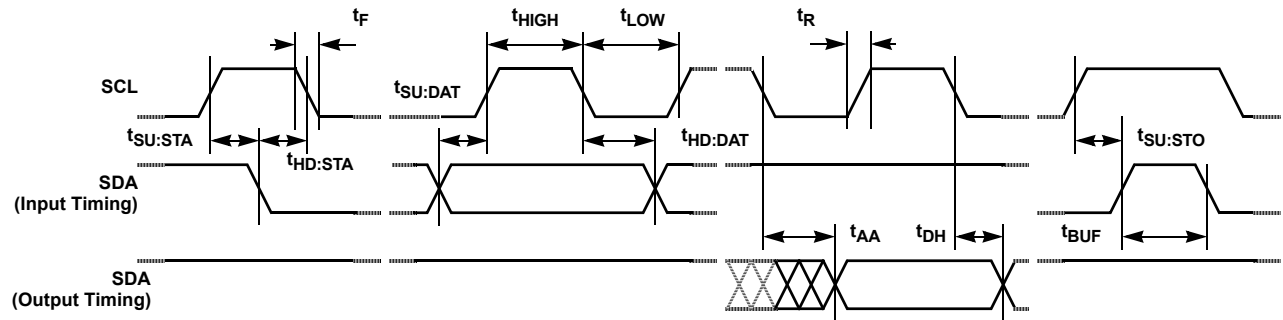 tF
tHIGH
tLOW
tR
SCL
tSU:DAT
tSU:STA
tHD:STA
tHD:DAT
tSU:STO
SDA
(Input Timing)
tAA
tDH
tBUF
SDA
(Output Timing)